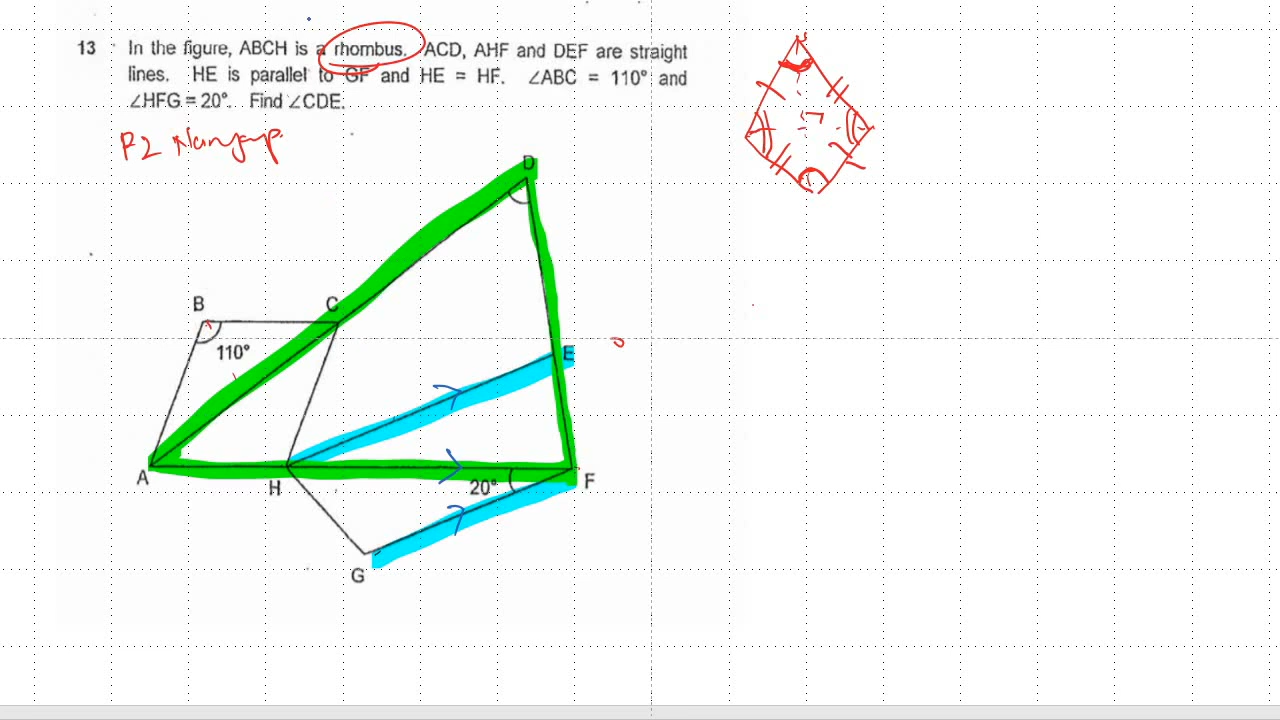 13 In the figure, ABCH is a rhombus. ACD, AHF and DEF are straight
lines. HE is parallel to GF and HE = HF. ∠ABC = 110° and
∠HFG = 20°. Find ∠CDE.
P2
D
B
C
110°
E
A
H
20°
F
G